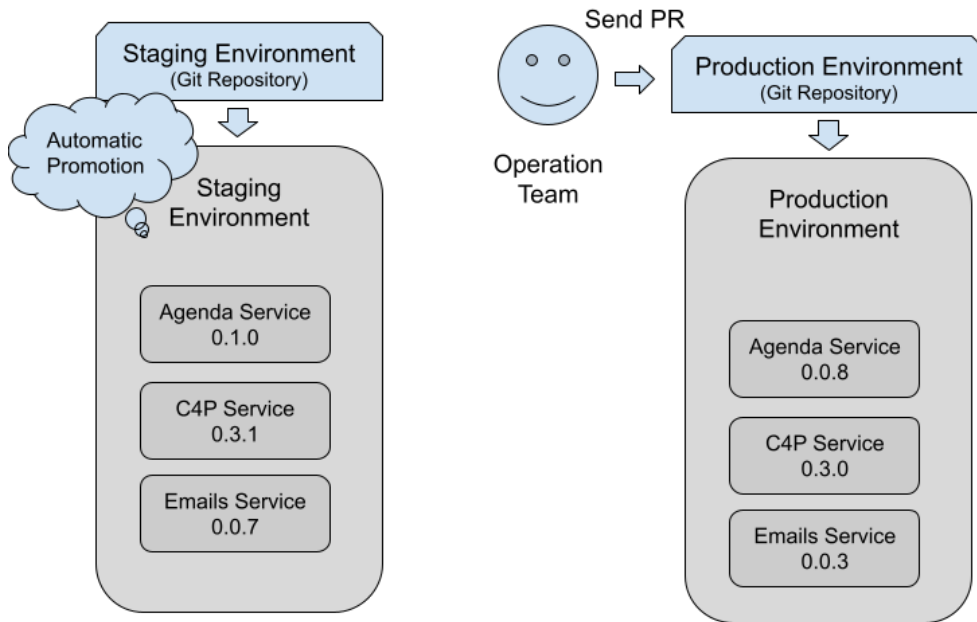 Staging Environment
(Git Repository)
Automatic
Promotion
Staging
Environment
Agenda Service
0.1.0
C4P Service
0.3.1
Emails Service
0.0.7
Send PR
Operation
Team
Production Environment
(Git Repository)
Production
Environment
Agenda Service
0.0.8
C4P Service
0.3.0
Emails Service
0.0.3